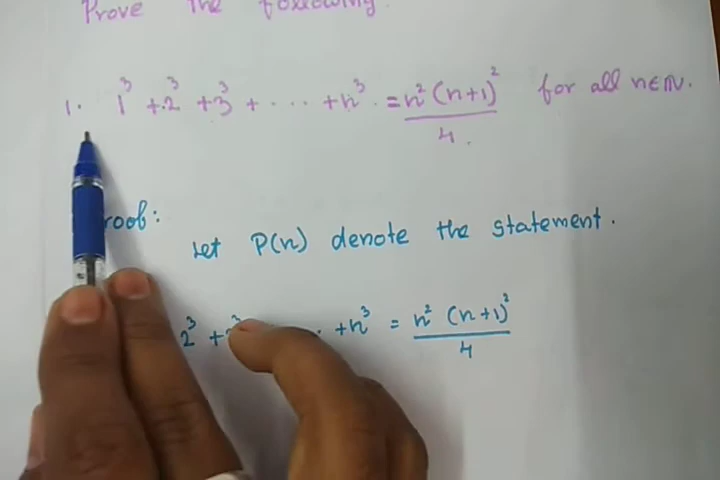 Prove the following
1. 1³ + 2³ + 3³ + ... + n³ = n²(n+1)²/4 for all n∈ℕ.
roof:
Let P(n) denote the statement.
2³ + + n³ = n² (n+1)²/4